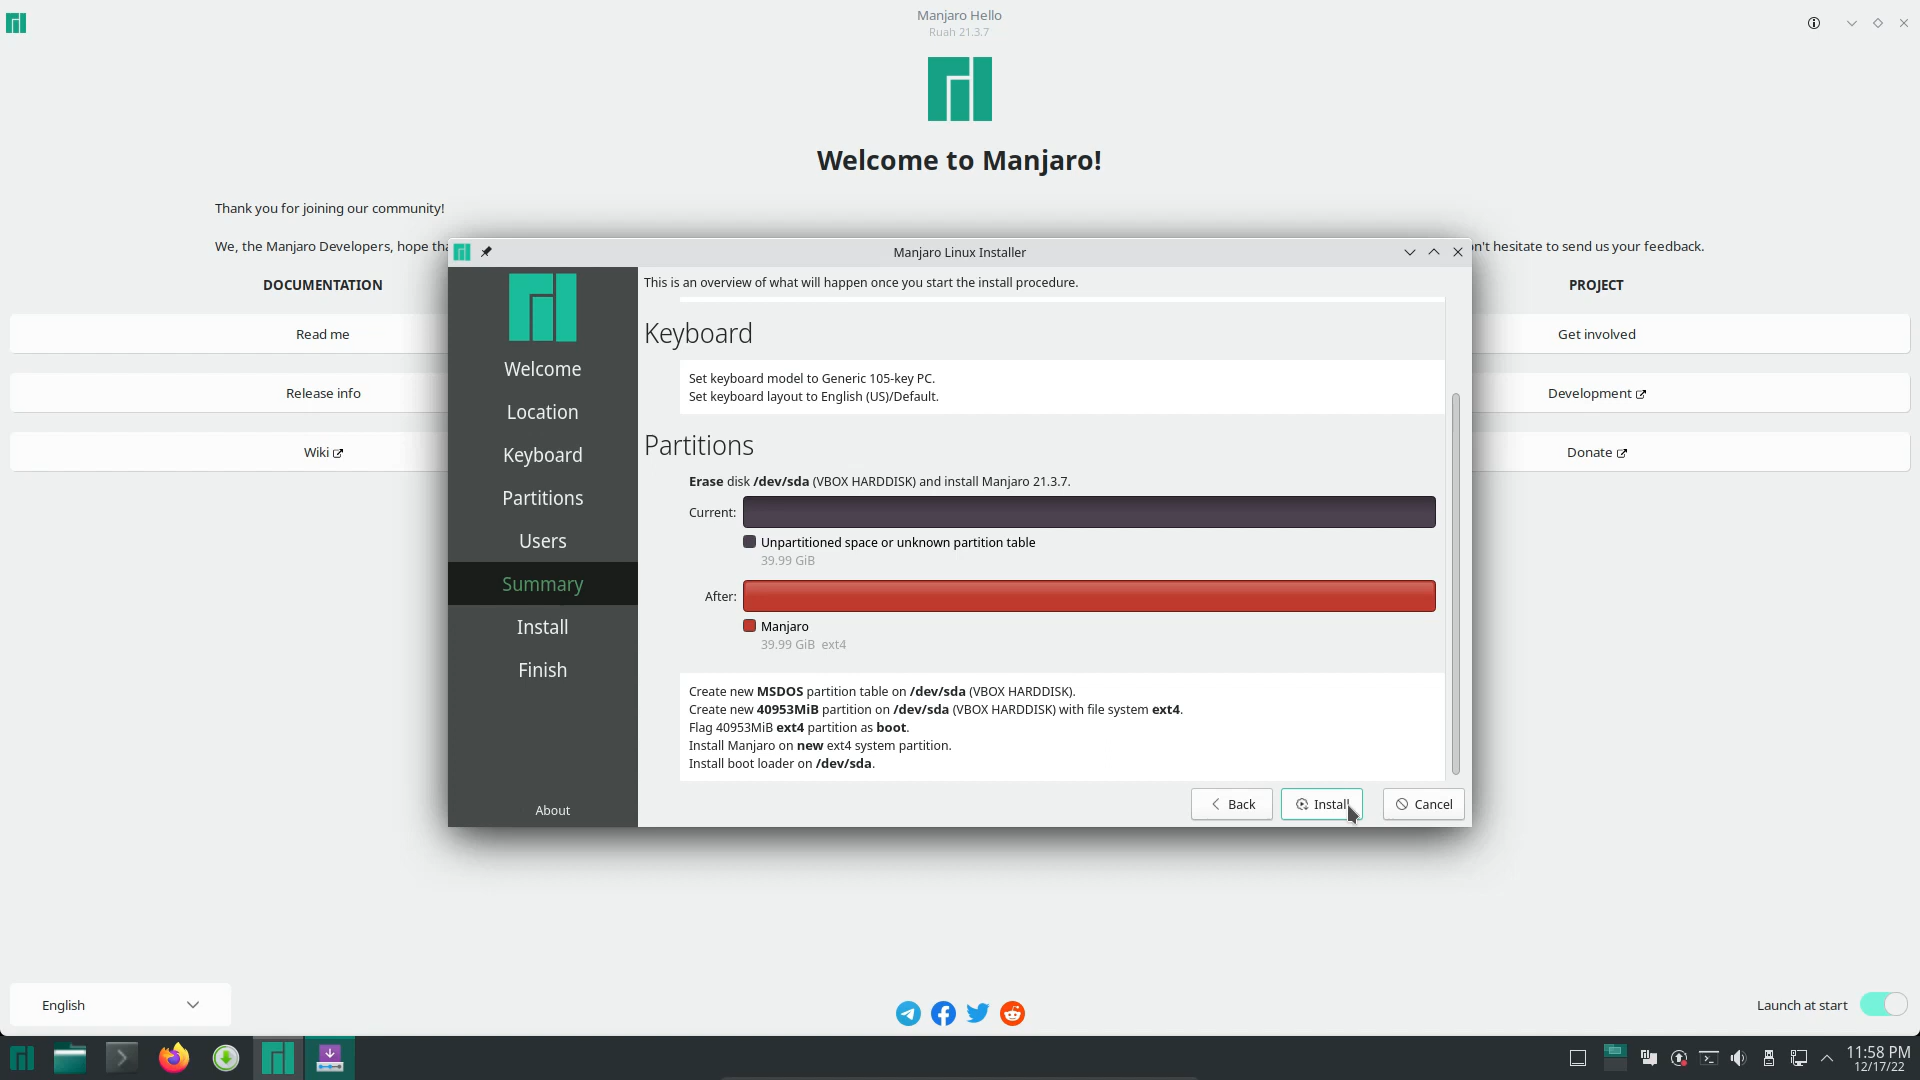 Manjaro Hello
Ruah 21.3.7
Welcome to Manjaro!
Thank you for joining our community!
We, the Manjaro Developers, hope tha
n't hesitate to send us your feedback.
DOCUMENTATION
PROJECT
Read me
Get involved
Release info
Development
Wiki
Donate
Manjaro Linux Installer
Welcome
Location
Keyboard
Partitions
Users
Summary
Install
Finish
About
This is an overview of what will happen once you start the install procedure.
Keyboard
Set keyboard model to Generic 105-key PC.
Set keyboard layout to English (US)/Default.
Partitions
Erase disk /dev/sda (VBOX HARDDISK) and install Manjaro 21.3.7.
Current:
Unpartitioned space or unknown partition table
39.99 GiB
After:
Manjaro
39.99 GiB ext4
Create new MSDOS partition table on /dev/sda (VBOX HARDDISK).
Create new 40953MiB partition on /dev/sda (VBOX HARDDISK) with file system ext4.
Flag 40953MiB ext4 partition as boot.
Install Manjaro on new ext4 system partition.
Install boot loader on /dev/sda.
Back
Install
Cancel
English
Launch at start
11:58 PM
12/17/22